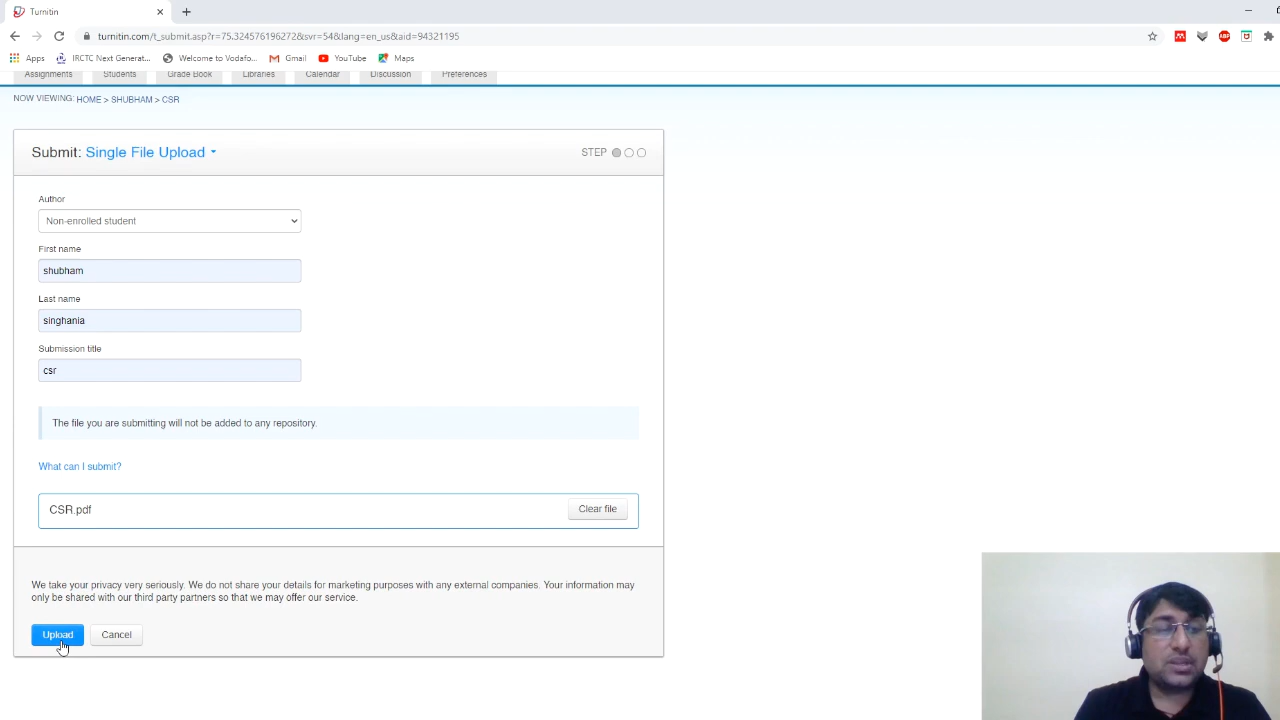 Turnitin
turnitin.com/t_submit.asp?r=75.324576196272&svr=54&lang=en_us&aid=94321195
Apps IRCTC Next Generat... Welcome to Vodafo... Gmail YouTube Maps
Assignments Students Grade Book Libraries Calendar Discussion Preferences
NOW VIEWING: HOME > SHUBHAM > CSR
Submit: Single File Upload STEP
Author
Non-enrolled student
First name
shubham
Last name
singhania
Submission title
csr
The file you are submitting will not be added to any repository.
What can I submit?
CSR.pdf Clear file
We take your privacy very seriously. We do not share your details for marketing purposes with any external companies. Your information may
only be shared with our third party partners so that we may offer our service.
Upload Cancel